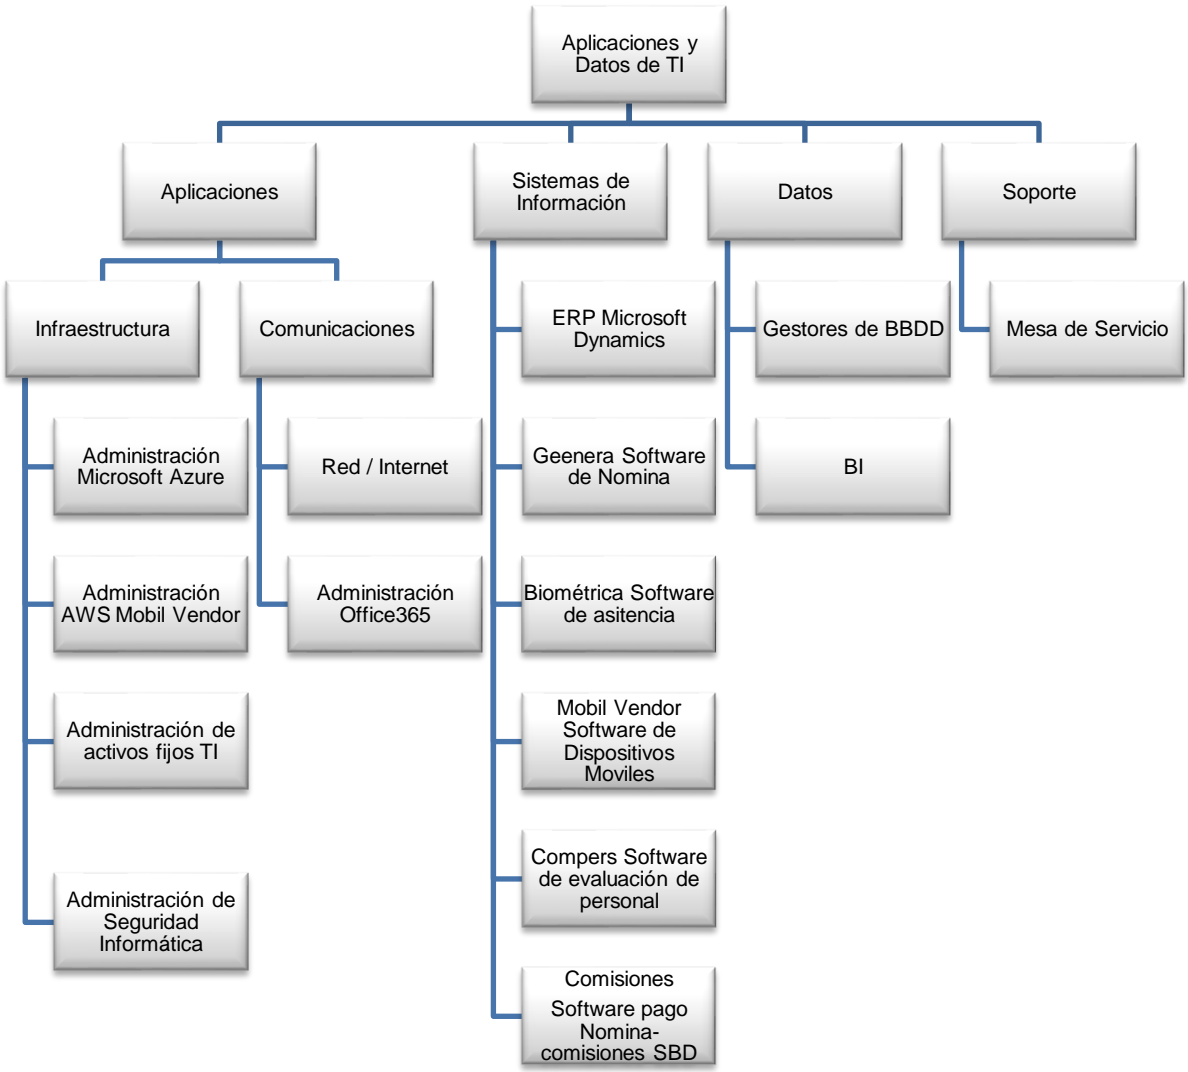 Aplicaciones y
Datos de TI
Aplicaciones
Sistemas de
Información
Datos
Soporte
Infraestructura
Comunicaciones
ERP Microsoft
Dynamics
Gestores de BBDD
Mesa de Servicio
Administración
Microsoft Azure
Red / Internet
Geenera Software
de Nomina
BI
Administración
AWS Mobil Vendor
Administración
Office365
Biométrica Software
de asitencia
Administración de
activos fijos TI
Mobil Vendor
Software de
Dispositivos
Moviles
Compers Software
de evaluación de
personal
Administración de
Seguridad
Informática
Comisiones
Software pago
Nomina-
comisiones SBD